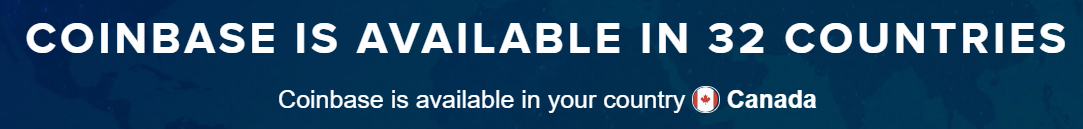 COINBASE IS AVAILABLE IN 32 COUNTRIES
Coinbase is available in your country Canada